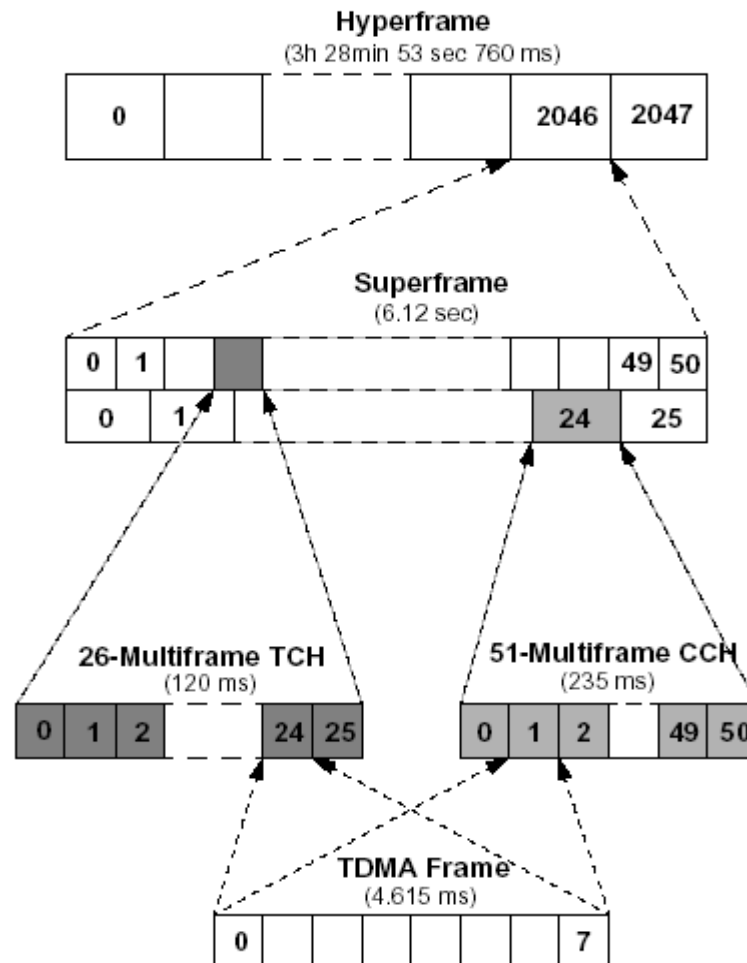 Hyperframe
(3h 28min 53 sec 760 ms)
0 2046 2047
Superframe
(6.12 sec)
0 1 49 50
0 1 24 25
26-Multiframe TCH
(120 ms)
51-Multiframe CCH
(235 ms)
0 1 2 24 25
0 1 2 49 50
TDMA Frame
(4.615 ms)
0 7